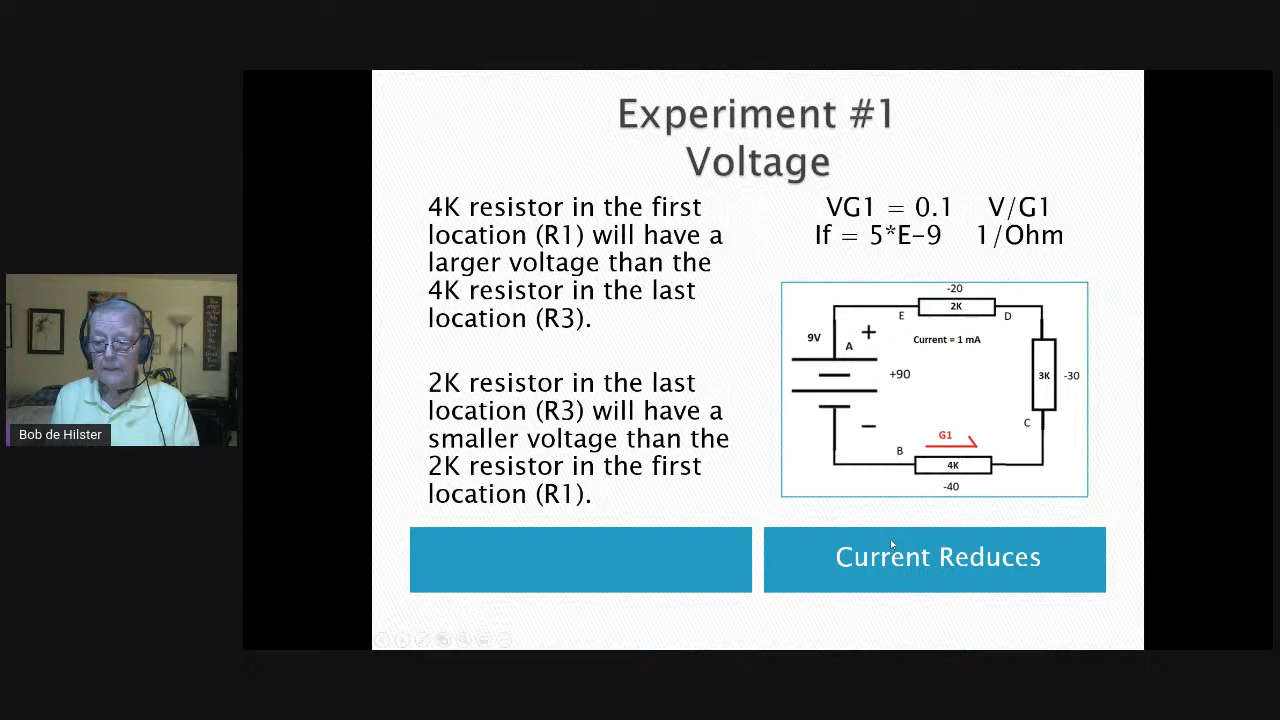 Experiment #1
Voltage
4K resistor in the first
location (R1) will have a
larger voltage than the
4K resistor in the last
location (R3).
2K resistor in the last
location (R3) will have a
smaller voltage than the
2K resistor in the first
location (R1).
VG1 = 0.1 V/G1
If = 5*E-9 1/Ohm
-20
2K
E
D
9V
A
+
Current = 1 mA
+90
3K
-30
−
G1
C
B
4K
-40
Current Reduces
Bob de Hilster